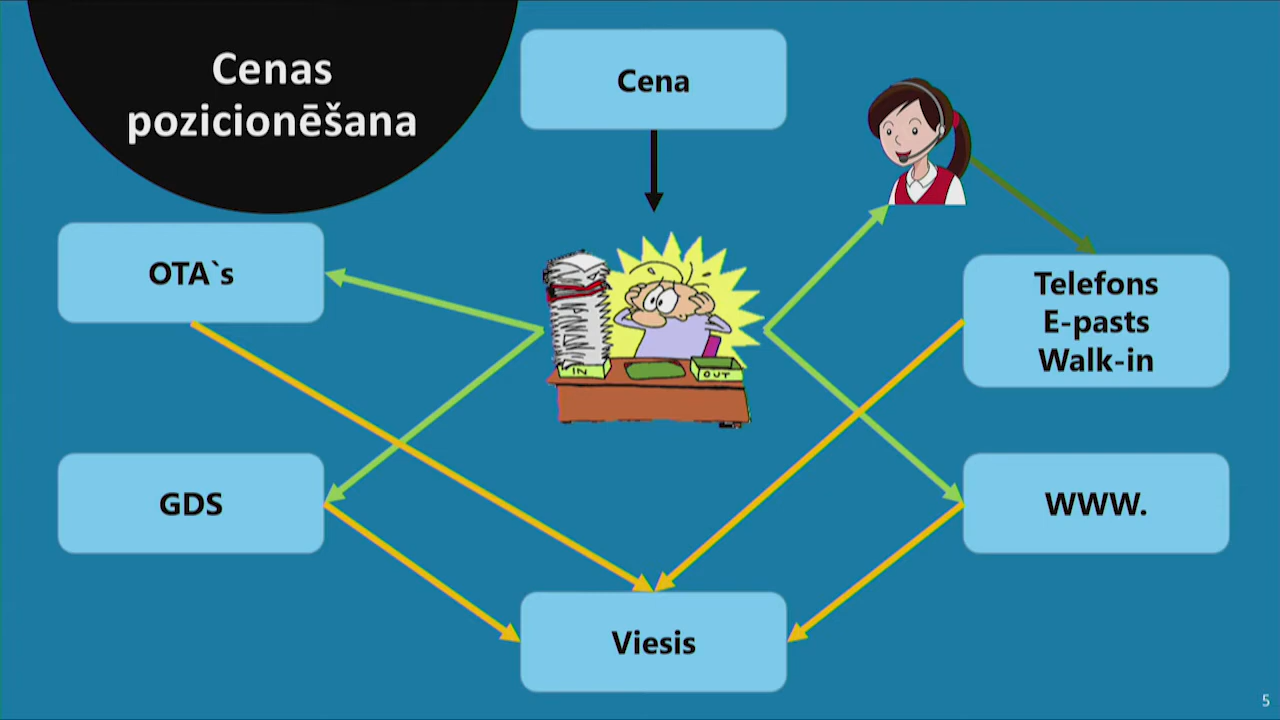 Cenas
pozicionēšana
Cena
OTA`s
Telefons
E-pasts
Walk-in
IN
OUT
GDS
WWW.
Viesis
5